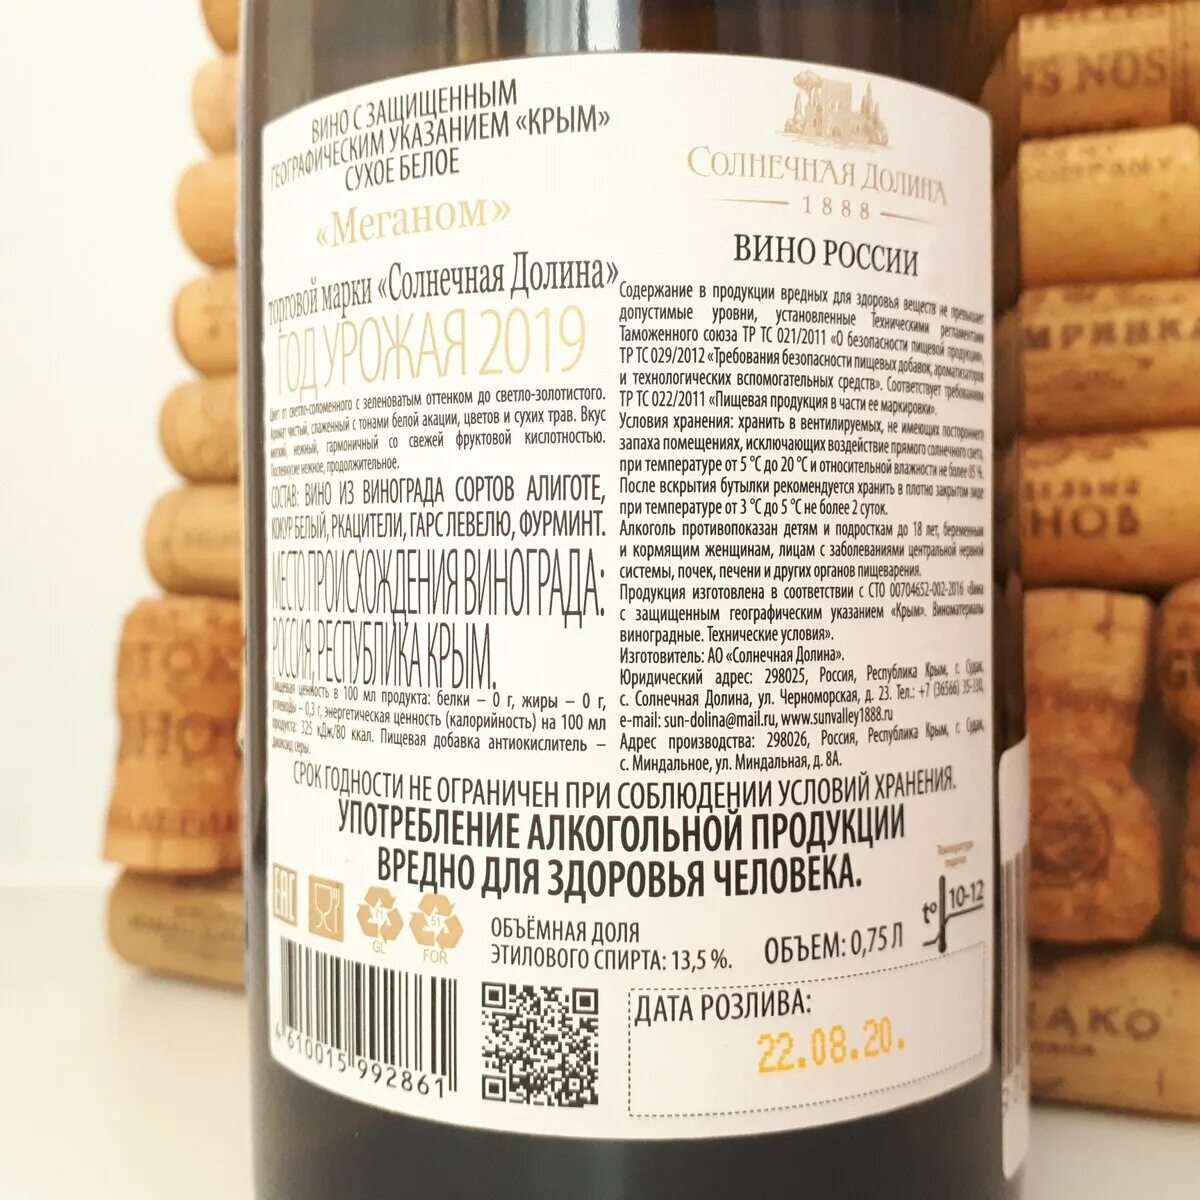 ВИНО С ЗАЩИЩЕННЫМ
ГЕОГРАФИЧЕСКИМ УКАЗАНИЕМ «КРЫМ»
СУХОЕ БЕЛОЕ
«Меганом»
торговой марки «Солнечная Долина»
ГОД УРОЖАЯ 2019
Цвет от светло-соломенного с зеленоватым оттенком до светло-золотистого.
Аромат чистый, слаженный с тонами белой акации, цветов и сухих трав. Вкус
мягкий, нежный, гармоничный со свежей фруктовой кислотностью.
Послевкусие нежное, продолжительное.
СОСТАВ: ВИНО ИЗ ВИНОГРАДА СОРТОВ АЛИГОТЕ,
КОКУР БЕЛЫЙ, РКАЦИТЕЛИ, ГАРС ЛЕВЕЛЮ, ФУРМИНТ.
МЕСТО ПРОИСХОЖДЕНИЯ ВИНОГРАДА:
РОССИЯ, РЕСПУБЛИКА КРЫМ.
Пищевая ценность в 100 мл продукта: белки – 0 г, жиры – 0 г,
углеводы – 0,3 г, энергетическая ценность (калорийность) на 100 мл
продукта: 325 кДж/80 ккал. Пищевая добавка антиокислитель –
диоксид серы.
СОЛНЕЧНАЯ ДОЛИНА
1888
ВИНО РОССИИ
Содержание в продукции вредных для здоровья веществ не превышает
допустимые уровни, установленные Техническими регламентами
Таможенного союза ТР ТС 021/2011 «О безопасности пищевой продукции»,
ТР ТС 029/2012 «Требования безопасности пищевых добавок, ароматизаторов
и технологических вспомогательных средств». Соответствует требованиям
ТР ТС 022/2011 «Пищевая продукция в части ее маркировки».
Условия хранения: хранить в вентилируемых, не имеющих постороннего
запаха помещениях, исключающих воздействие прямого солнечного света,
при температуре от 5 °С до 20 °С и относительной влажности не более 85 %.
После вскрытия бутылки рекомендуется хранить в плотно закрытом виде
при температуре от 3 °С до 5 °С не более 2 суток.
Алкоголь противопоказан детям и подросткам до 18 лет, беременным
и кормящим женщинам, лицам с заболеваниями центральной нервной
системы, почек, печени и других органов пищеварения.
Продукция изготовлена в соответствии с СТО 00704652-002-2016 «Вина
с защищенным географическим указанием «Крым». Виноматериалы
виноградные. Технические условия».
Изготовитель: АО «Солнечная Долина».
Юридический адрес: 298025, Россия, Республика Крым, г. Судак,
с. Солнечная Долина, ул. Черноморская, д. 23. Тел.: +7 (36566) 35-330,
e-mail: sun-dolina@mail.ru, www.sunvalley1888.ru
Адрес производства: 298026, Россия, Республика Крым, г. Судак,
с. Миндальное, ул. Миндальная, д. 8А.
СРОК ГОДНОСТИ НЕ ОГРАНИЧЕН ПРИ СОБЛЮДЕНИИ УСЛОВИЙ ХРАНЕНИЯ.
УПОТРЕБЛЕНИЕ АЛКОГОЛЬНОЙ ПРОДУКЦИИ
ВРЕДНО ДЛЯ ЗДОРОВЬЯ ЧЕЛОВЕКА.
EAC
71
GL
51
FOR
ОБЪЁМНАЯ ДОЛЯ
ЭТИЛОВОГО СПИРТА: 13,5 %.
ОБЪЕМ: 0,75 Л
Температура
подачи
t° 10-12
4 610015 992861
ДАТА РОЗЛИВА:
22.08.20.
NS NOS
НОВ